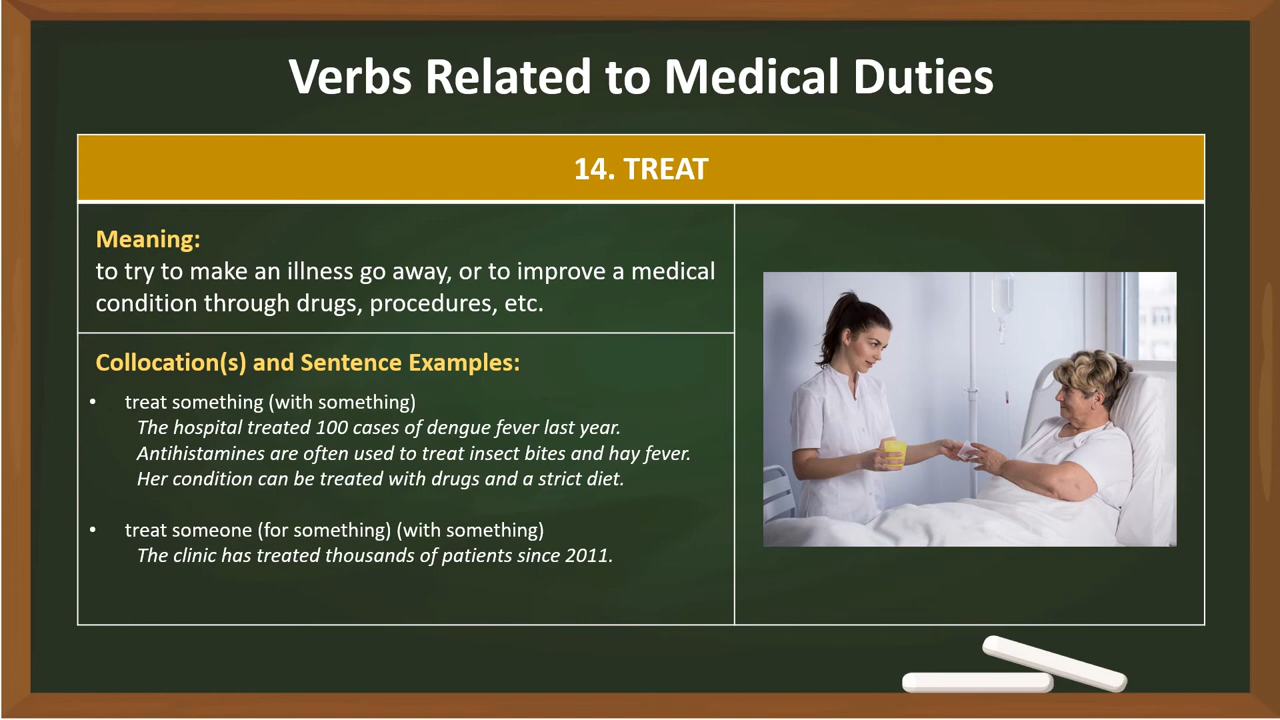 Verbs Related to Medical Duties
14. TREAT
Meaning:
to try to make an illness go away, or to improve a medical
condition through drugs, procedures, etc.
Collocation(s) and Sentence Examples:
• treat something (with something)
The hospital treated 100 cases of dengue fever last year.
Antihistamines are often used to treat insect bites and hay fever.
Her condition can be treated with drugs and a strict diet.
• treat someone (for something) (with something)
The clinic has treated thousands of patients since 2011.